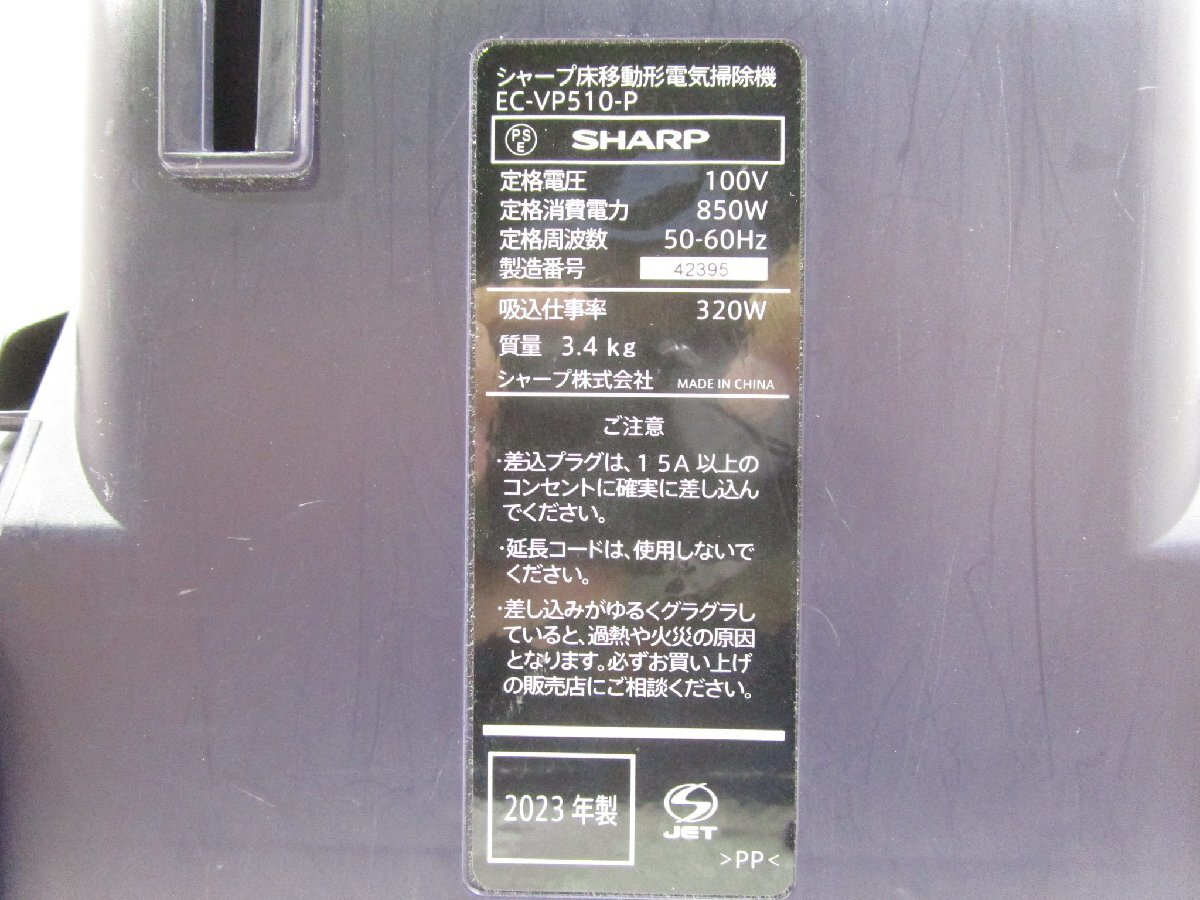 シャープ床移動形電気掃除機
EC-VP510-P
PS E SHARP
定格電圧 100V
定格消費電力 850W
定格周波数 50-60Hz
製造番号 42395
吸込仕事率 320W
質量 3.4 kg
シャープ株式会社 MADE IN CHINA
ご注意
・差込プラグは、15A以上の
コンセントに確実に差し込ん
でください。
・延長コードは、使用しないで
ください。
・差し込みがゆるくグラグラし
ていると、過熱や火災の原因
となります。必ずお買い上げ
の販売店にご相談ください。
2023年製
JET
>PP<